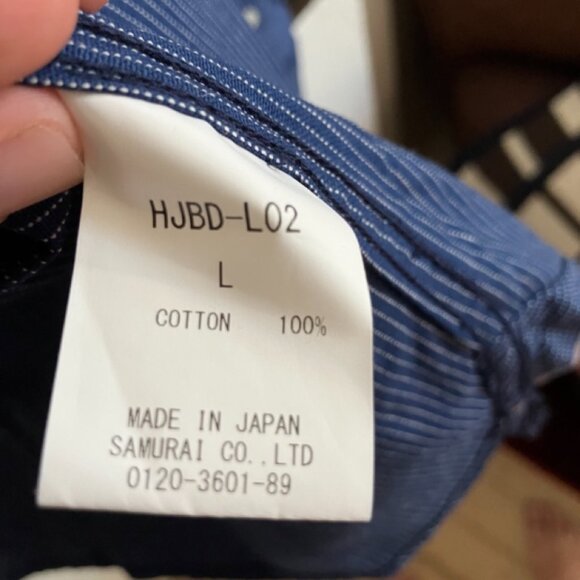 HJBD-L02
L
COTTON 100%
MADE IN JAPAN
SAMURAI CO.,LTD
0120-3601-89